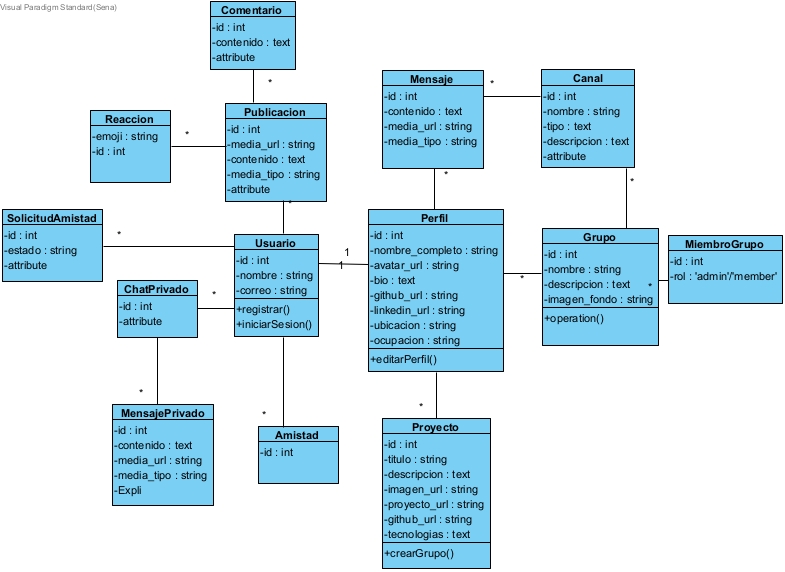 Visual Paradigm Standard(Sena)
Comentario
-id : int
-contenido : text
-attribute
*
Reaccion
-emoji : string
-id : int
*
Publicacion
-id : int
-media_url : string
-contenido : text
-media_tipo : string
-attribute
*
Mensaje
-id : int
-contenido : text
-media_url : string
-media_tipo : string
*
*
Canal
-id : int
-nombre : string
-tipo : text
-descripcion : text
-attribute
*
SolicitudAmistad
-id : int
-estado : string
-attribute
*
Usuario
-id : int
-nombre : string
-correo : string
+registrar()
+iniciarSesion()
1
1
Perfil
-id : int
-nombre_completo : string
-avatar_url : string
-bio : text
-github_url : string
-linkedin_url : string
-ubicacion : string
-ocupacion : string
+editarPerfil()
*
Grupo
-id : int
-nombre : string
-descripcion : text
-imagen_fondo : string
+operation()
*
MiembroGrupo
-id : int
-rol : 'admin'/'member'
ChatPrivado
-id : int
-attribute
*
*
MensajePrivado
-id : int
-contenido : text
-media_url : string
-media_tipo : string
-Expli
*
Amistad
-id : int
*
Proyecto
-id : int
-titulo : string
-descripcion : text
-imagen_url : string
-proyecto_url : string
-github_url : string
-tecnologias : text
+crearGrupo()